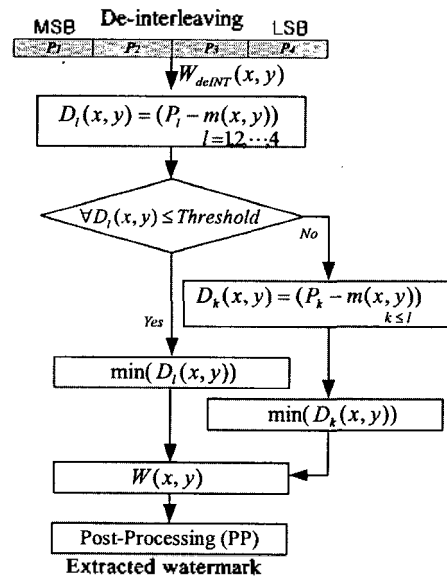 De-interleaving
MSB LSB
P1 P2 P3 P4
W_deINT(x, y)
D_l(x, y) = (P_l − m(x, y))
l=1,2,⋯,4
∀D_l(x, y) ≤ Threshold
No
D_k(x, y) = (P_k − m(x, y))
k ≤ l
Yes
min(D_l(x, y))
min(D_k(x, y))
W(x, y)
Post-Processing (PP)
Extracted watermark